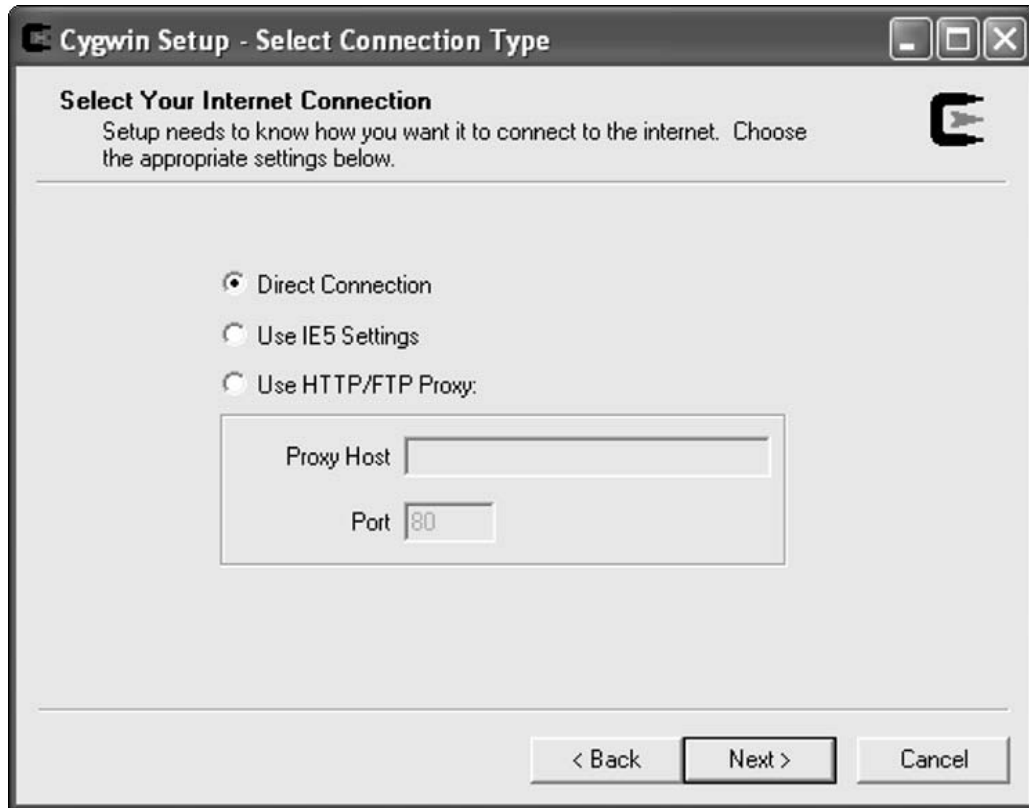 Cygwin Setup - Select Connection Type
Select Your Internet Connection
Setup needs to know how you want it to connect to the internet. Choose
the appropriate settings below.
Direct Connection
Use IE5 Settings
Use HTTP/FTP Proxy:
Proxy Host
Port 80
< Back Next > Cancel